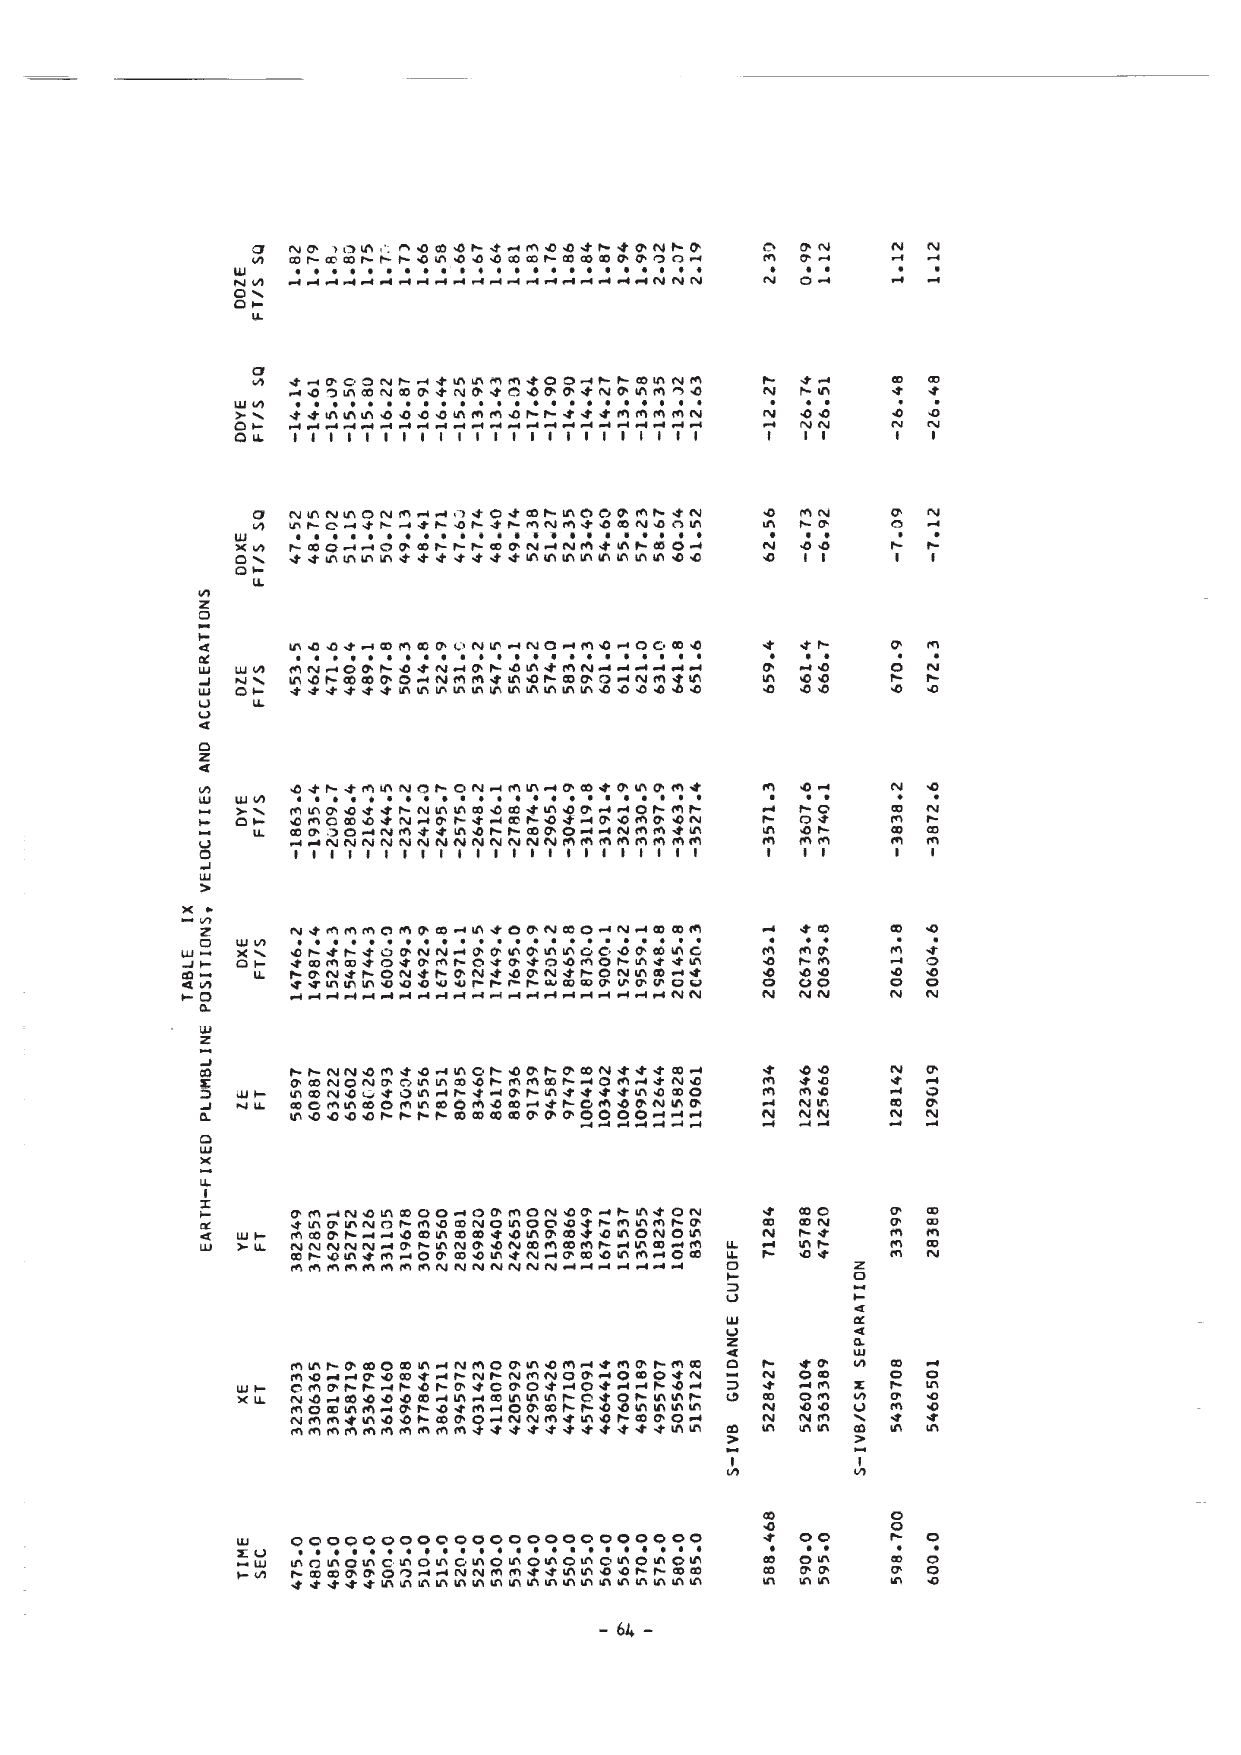 TABLE IX
EARTH-FIXED PLUMBLINE POSITIONS, VELOCITIES AND ACCELERATIONS
TIME XE YE ZE DXE DYE DZE DDXE DDYE DDZE
SEC FT FT FT FT/S FT/S FT/S FT/S SQ FT/S SQ FT/S SQ
475.0 3232033 382349 58597 14746.2 -1863.6 453.5 47.52 -14.14 1.82
480.0 3306365 372853 60887 14987.4 -1935.4 462.6 48.75 -14.61 1.79
485.0 3381917 362991 63222 15234.3 -2009.7 471.6 50.02 -15.09
490.0 3458719 352752 65602 15487.3 -2086.4 480.4 51.15 -15.50 1.80
495.0 3536798 342126 68026 15744.3 -2164.3 489.1 51.40 -15.80 1.75
500.0 3616160 331105 70493 16000.0 -2244.5 497.8 50.72 -16.22
505.0 3696788 319678 73004 16249.3 -2327.2 506.3 49.13 -16.87 1.70
510.0 3778645 307830 75556 16492.9 -2412.0 514.8 48.41 -16.91 1.66
515.0 3861711 295560 78151 16732.8 -2495.7 522.9 47.71 -16.44 1.58
520.0 3945972 282881 80785 16971.1 -2575.0 531.0 47.60 -15.25 1.66
525.0 4031423 269820 83460 17209.5 -2648.2 539.2 47.74 -13.95 1.67
530.0 4118070 256409 86177 17449.4 -2716.1 547.5 48.40 -13.43 1.64
535.0 4205929 242653 88936 17695.0 -2788.3 556.1 49.74 -16.03 1.81
540.0 4295035 228500 91739 17949.9 -2874.5 565.2 52.38 -17.64 1.83
545.0 4385426 213902 94587 18205.2 -2965.1 574.0 51.27 -17.90 1.76
550.0 4477103 198866 97479 18465.8 -3046.9 583.1 52.35 -14.90 1.86
555.0 4570091 183449 100418 18730.0 -3119.8 592.3 53.40 -14.41 1.84
560.0 4664414 167671 103402 19000.1 -3191.4 601.6 54.60 -14.27 1.87
565.0 4760103 151537 106434 19276.2 -3261.9 611.1 55.89 -13.97 1.94
570.0 4857189 135055 109514 19559.1 -3330.5 621.0 57.23 -13.58 1.99
575.0 4955707 118234 112644 19848.8 -3397.9 631.0 58.67 -13.35 2.02
580.0 5055643 101070 115828 20145.8 -3463.3 641.8 60.04 -13.02 2.07
585.0 5157128 83592 119061 20450.3 -3527.4 651.6 61.52 -12.63 2.19
S-IVB GUIDANCE CUTOFF
588.468 5228427 71284 121334 20663.1 -3571.3 659.4 62.56 -12.27 2.30
590.0 5260104 65788 122346 20673.4 -3607.6 661.4 -6.73 -26.74 0.99
595.0 5363389 47420 125666 20639.8 -3740.1 666.7 -6.92 -26.51 1.12
S-IVB/CSM SEPARATION
598.700 5439708 33399 128142 20613.8 -3838.2 670.9 -7.09 -26.48 1.12
600.0 5466501 28388 129019 20604.6 -3872.6 672.3 -7.12 -26.48 1.12
- 64 -